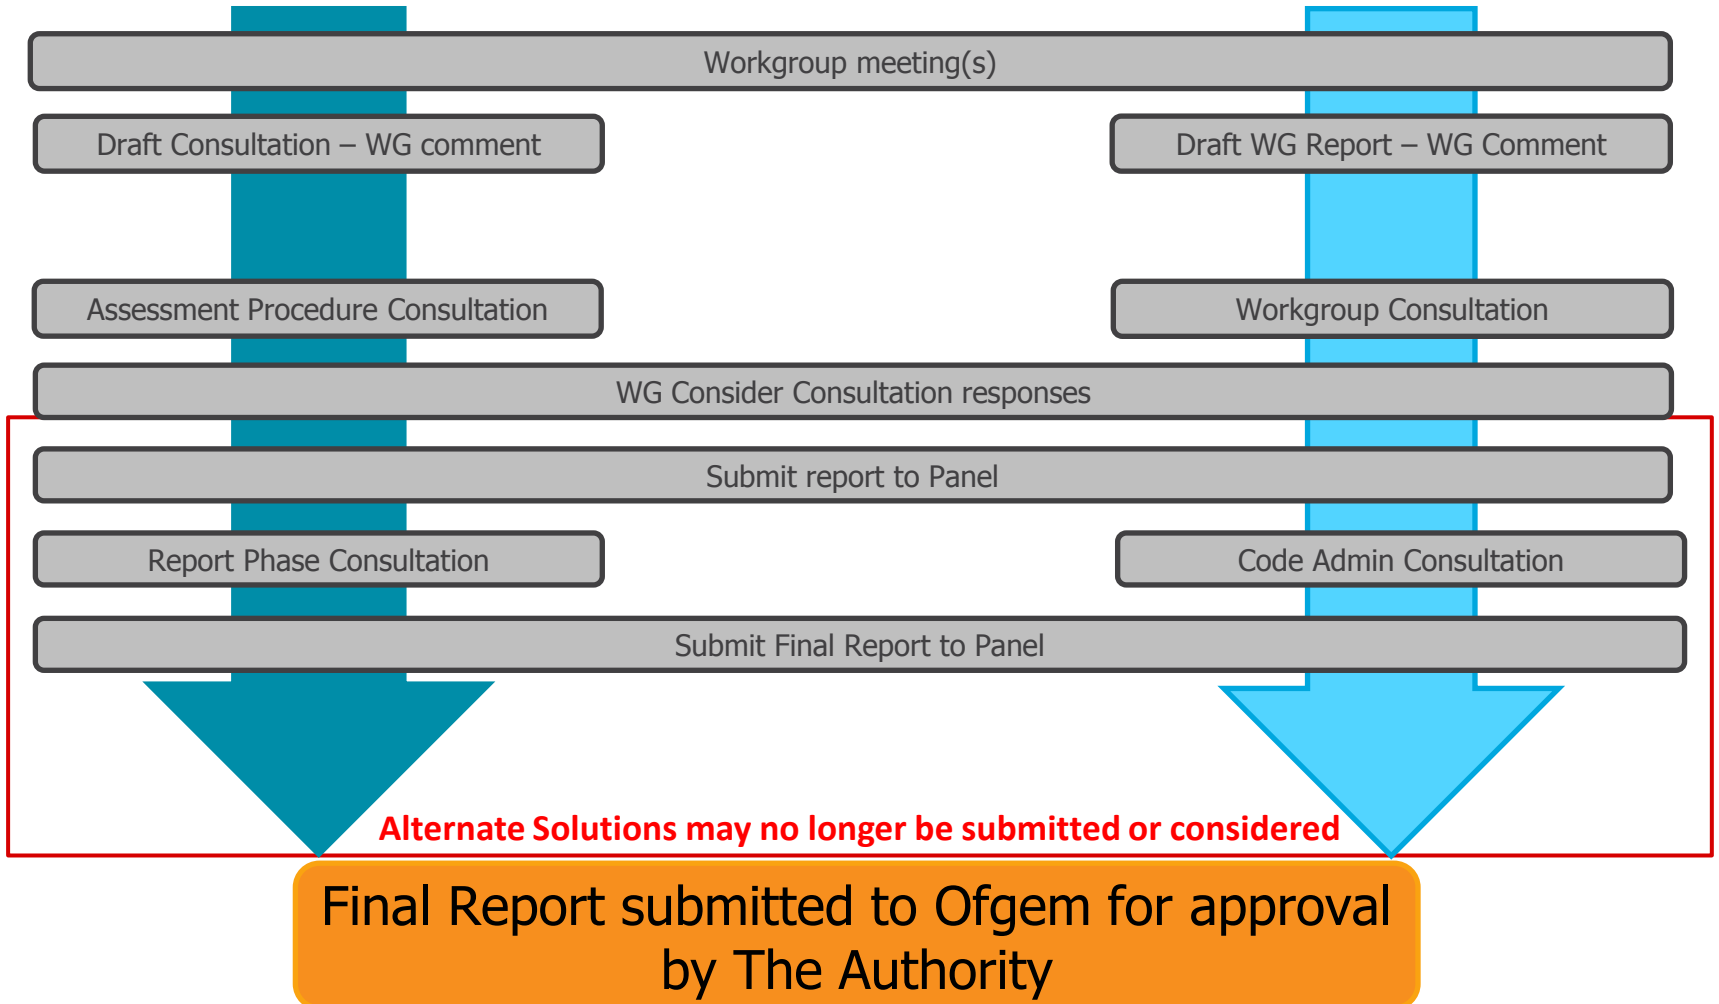 Workgroup meeting(s)
Draft Consultation – WG comment
Draft WG Report – WG Comment
Assessment Procedure Consultation
Workgroup Consultation
WG Consider Consultation responses
Submit report to Panel
Report Phase Consultation
Code Admin Consultation
Submit Final Report to Panel
Alternate Solutions may no longer be submitted or considered
Final Report submitted to Ofgem for approval
by The Authority